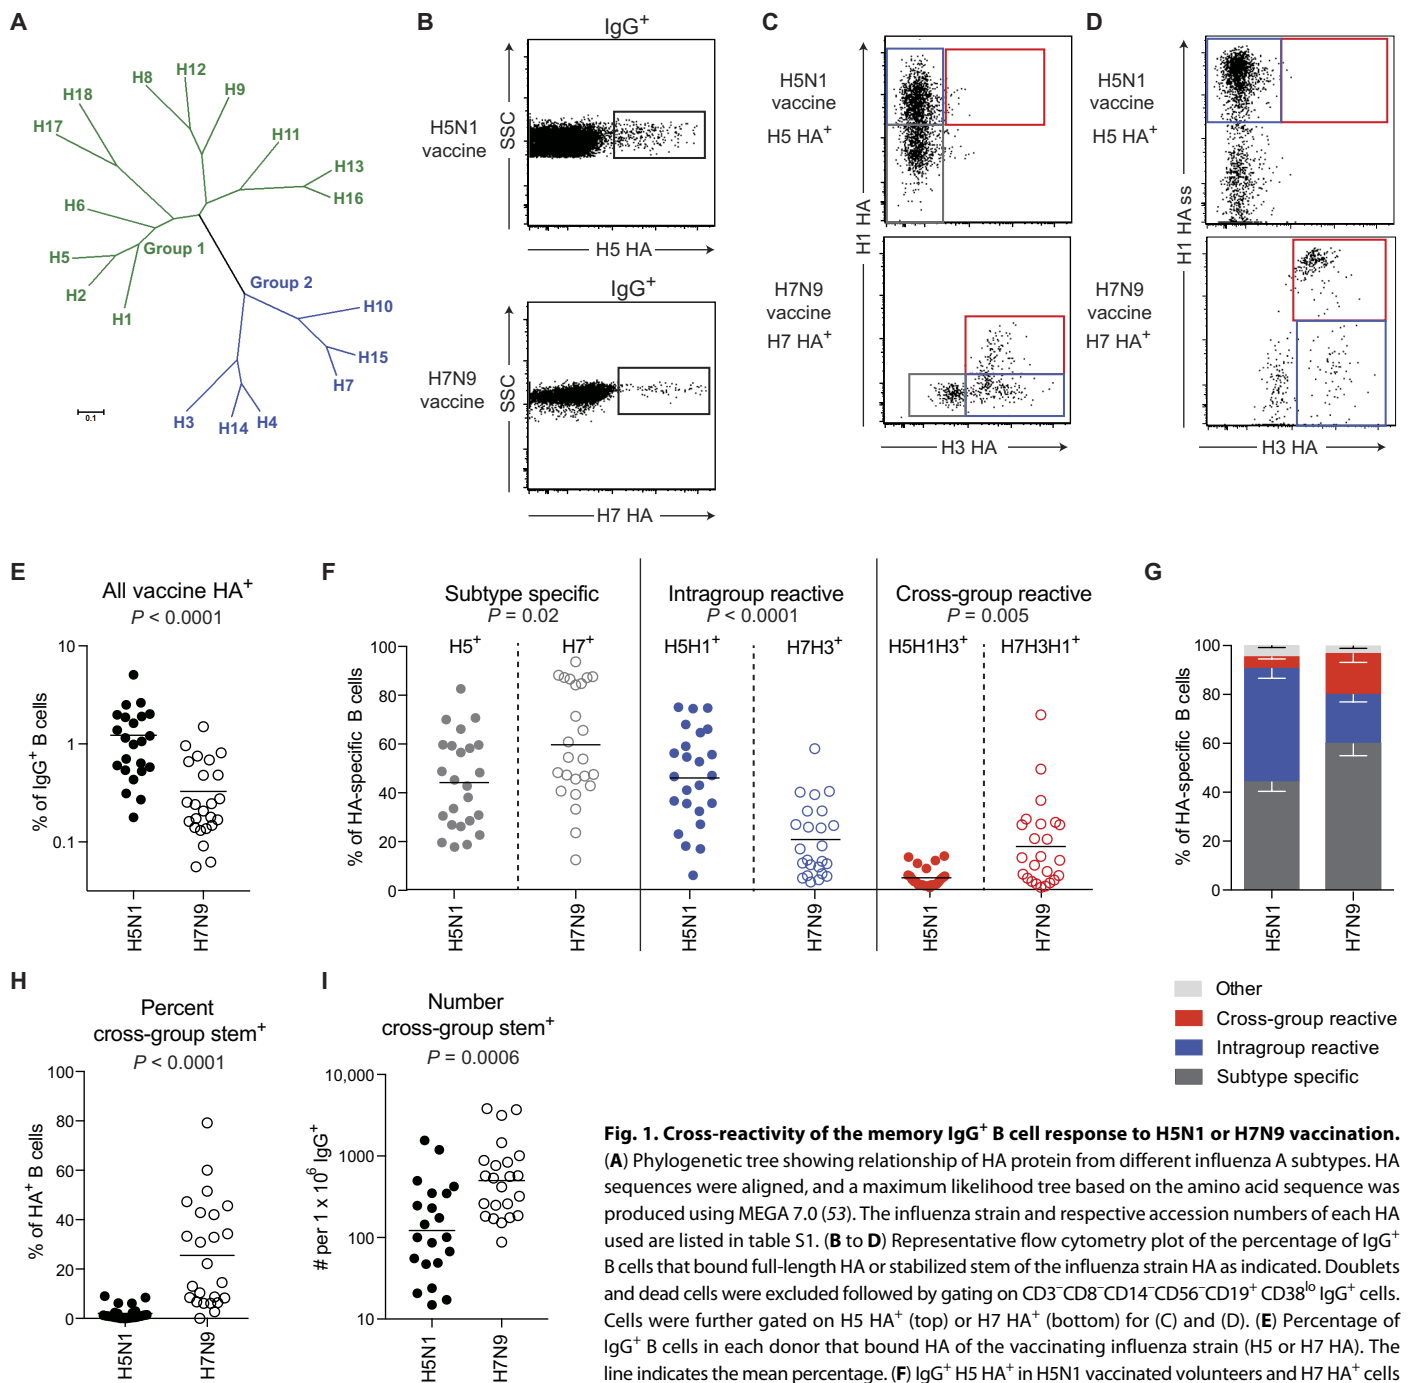 A
H12
H8
H18
H9
H17
H11
H13
H16
H6
Group 1
H5
H2
H1
Group 2
H10
H15
H7
H3
H14
H4
0.1
B
IgG+
H5N1
vaccine
SSC
H5 HA
IgG+
H7N9
vaccine
SSC
H7 HA
C
H5N1
vaccine
H5 HA+
H1 HA
H7N9
vaccine
H7 HA+
H3 HA
D
H5N1
vaccine
H5 HA+
H1 HA ss
H7N9
vaccine
H7 HA+
H3 HA
E
All vaccine HA+
P < 0.0001
% of IgG+ B cells
10
1
0.1
H5N1
H7N9
F
Subtype specific
P = 0.02
Intragroup reactive
P < 0.0001
Cross-group reactive
P = 0.005
H5+
H7+
H5H1+
H7H3+
H5H1H3+
H7H3H1+
% of HA-specific B cells
100
80
60
40
20
0
H5N1
H7N9
H5N1
H7N9
H5N1
H7N9
G
% of HA-specific B cells
100
80
60
40
20
0
H5N1
H7N9
Other
Cross-group reactive
Intragroup reactive
Subtype specific
H
Percent
cross-group stem+
P < 0.0001
% of HA+ B cells
100
80
60
40
20
0
H5N1
H7N9
I
Number
cross-group stem+
P = 0.0006
# per 1 x 10⁶ IgG+
10,000
1000
100
10
H5N1
H7N9
Fig. 1. Cross-reactivity of the memory IgG+ B cell response to H5N1 or H7N9 vaccination.
(A) Phylogenetic tree showing relationship of HA protein from different influenza A subtypes. HA
sequences were aligned, and a maximum likelihood tree based on the amino acid sequence was
produced using MEGA 7.0 (53). The influenza strain and respective accession numbers of each HA
used are listed in table S1. (B to D) Representative flow cytometry plot of the percentage of IgG+
B cells that bound full-length HA or stabilized stem of the influenza strain HA as indicated. Doublets
and dead cells were excluded followed by gating on CD3−CD8−CD14−CD56−CD19+ CD38lo IgG+ cells.
Cells were further gated on H5 HA+ (top) or H7 HA+ (bottom) for (C) and (D). (E) Percentage of
IgG+ B cells in each donor that bound HA of the vaccinating influenza strain (H5 or H7 HA). The
line indicates the mean percentage. (F) IgG+ H5 HA+ in H5N1 vaccinated volunteers and H7 HA+ cells